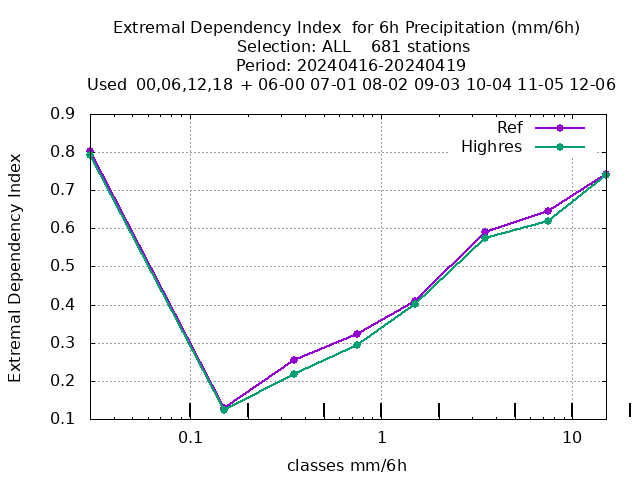 Extremal Dependency Index  for 6h Precipitation (mm/6h)
Selection: ALL    681 stations
Period: 20240416-20240419
Used  00,06,12,18  + 06-00 07-01 08-02 09-03 10-04 11-05 12-06
Ref
Highres
0.9
0.8
0.7
0.6
0.5
0.4
0.3
0.2
0.1
Extremal Dependency Index
0.1 1 10
classes mm/6h